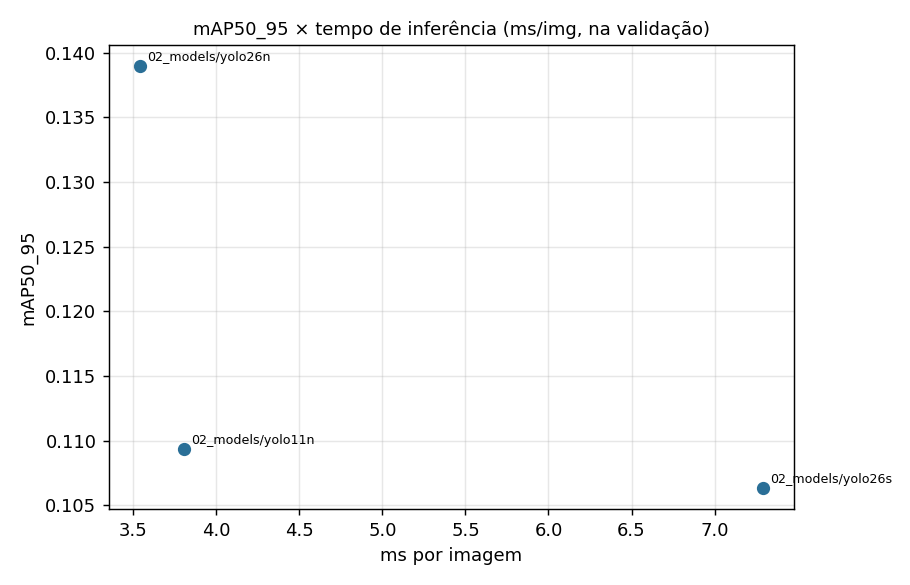 mAP50_95 × tempo de inferência (ms/img, na validação)
0.140
02_models/yolo26n
0.135
0.130
0.125
mAP50_95
0.120
0.115
0.110
02_models/yolo11n
02_models/yolo26s
0.105
3.5 4.0 4.5 5.0 5.5 6.0 6.5 7.0
ms por imagem